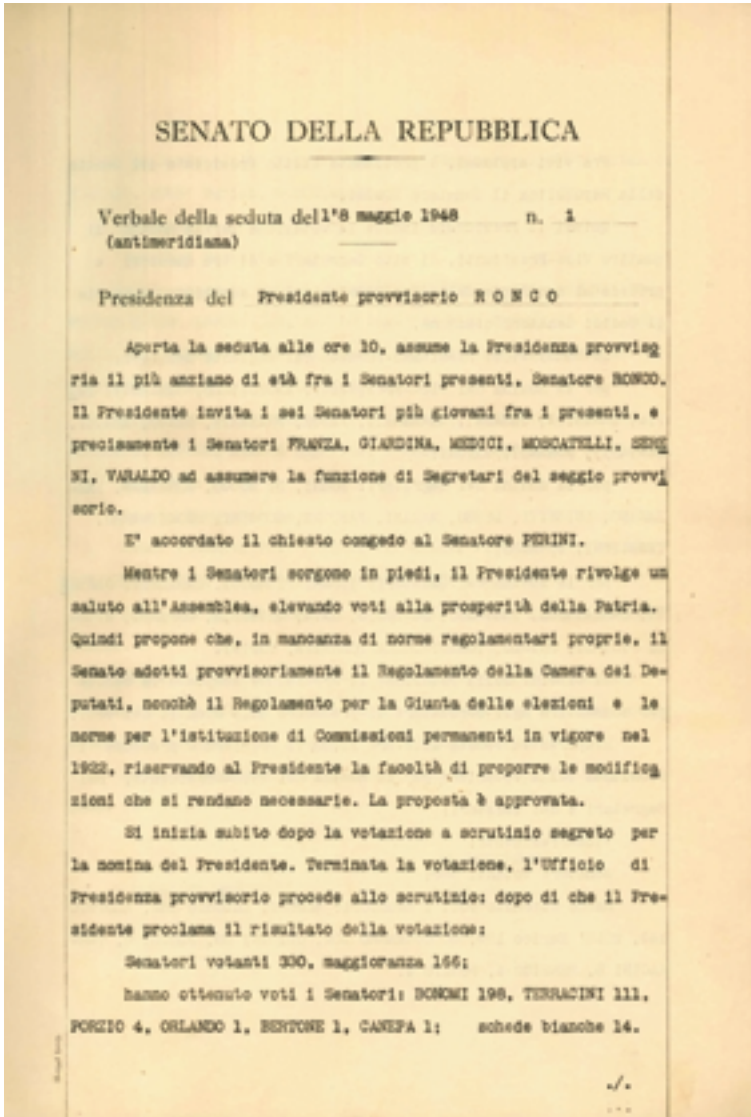 SENATO DELLA REPUBBLICA
Verbale della seduta del l'8 maggio 1948 n. 1
(antimeridiana)
Presidenza del Presidente provvisorio RONCO
Aperta la seduta alle ore 10, assume la Presidenza provviso
ria il più anziano di età fra i Senatori presenti, Senatore RONCO.
Il Presidente invita i sei Senatori più giovani fra i presenti, e
precisamente i Senatori FRANZA, GIARDINA, MEDICI, MOSCATELLI, SERE
NI, VARALDO ad assumere la funzione di Segretari del seggio provvi
sorio.
E' accordato il chiesto congedo al Senatore PERINI.
Mentre i Senatori sorgono in piedi, il Presidente rivolge un
saluto all'Assemblea, elevando voti alla prosperità della Patria.
Quindi propone che, in mancanza di norme regolamentari proprie, il
Senato adotti provvisoriamente il Regolamento della Camera dei De=
putati, nonchè il Regolamento per la Giunta delle elezioni e le
norme per l'istituzione di Commissioni permanenti in vigore nel
1922, riservando al Presidente la facoltà di proporre le modifica
zioni che si rendano necessarie. La proposta è approvata.
Si inizia subito dopo la votazione a scrutinio segreto per
la nomina del Presidente. Terminata la votazione, l'Ufficio di
Presidenza provvisorio procede allo scrutinio: dopo di che il Pre=
sidente proclama il risultato della votazione:
Senatori votanti 330, maggioranza 166;
hanno ottenuto voti i Senatori: BONOMI 198, TERRACINI 111,
PORZIO 4, ORLANDO 1, BERTONE 1, CANEPA 1; schede bianche 14.
./.